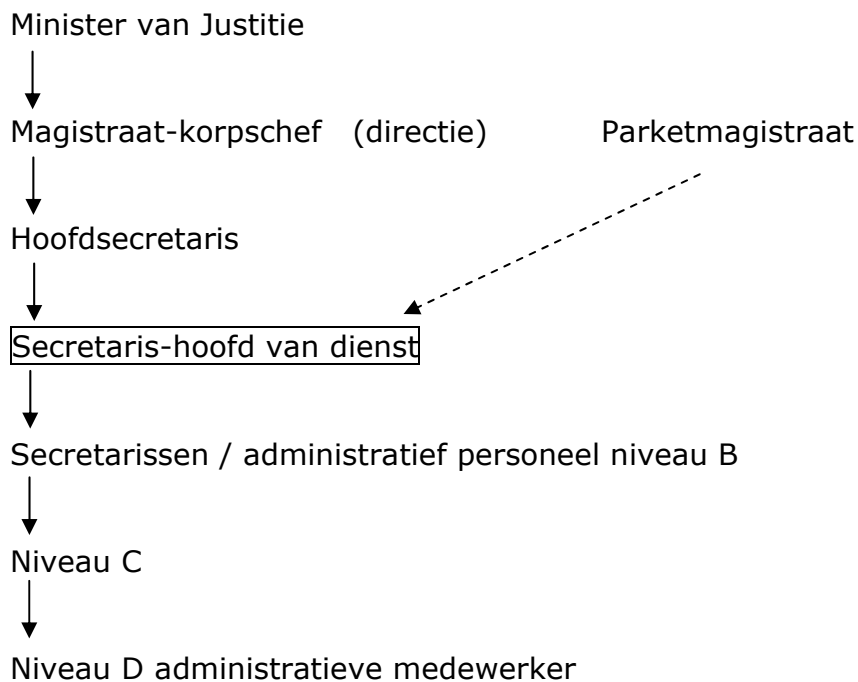 Minister van Justitie
Magistraat-korpschef (directie) Parketmagistraat
Hoofdsecretaris
Secretaris-hoofd van dienst
Secretarissen / administratief personeel niveau B
Niveau C
Niveau D administratieve medewerker